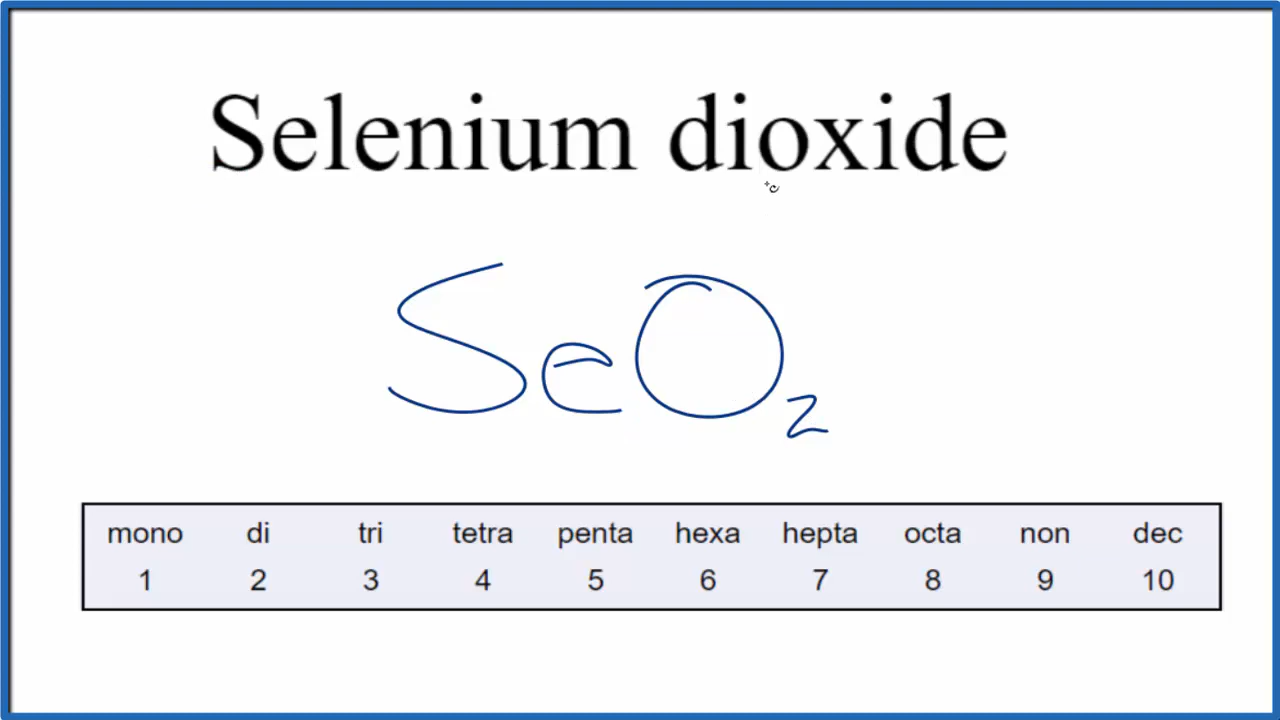 Selenium dioxide
SeO₂
mono di tri tetra penta hexa hepta octa non dec
1 2 3 4 5 6 7 8 9 10